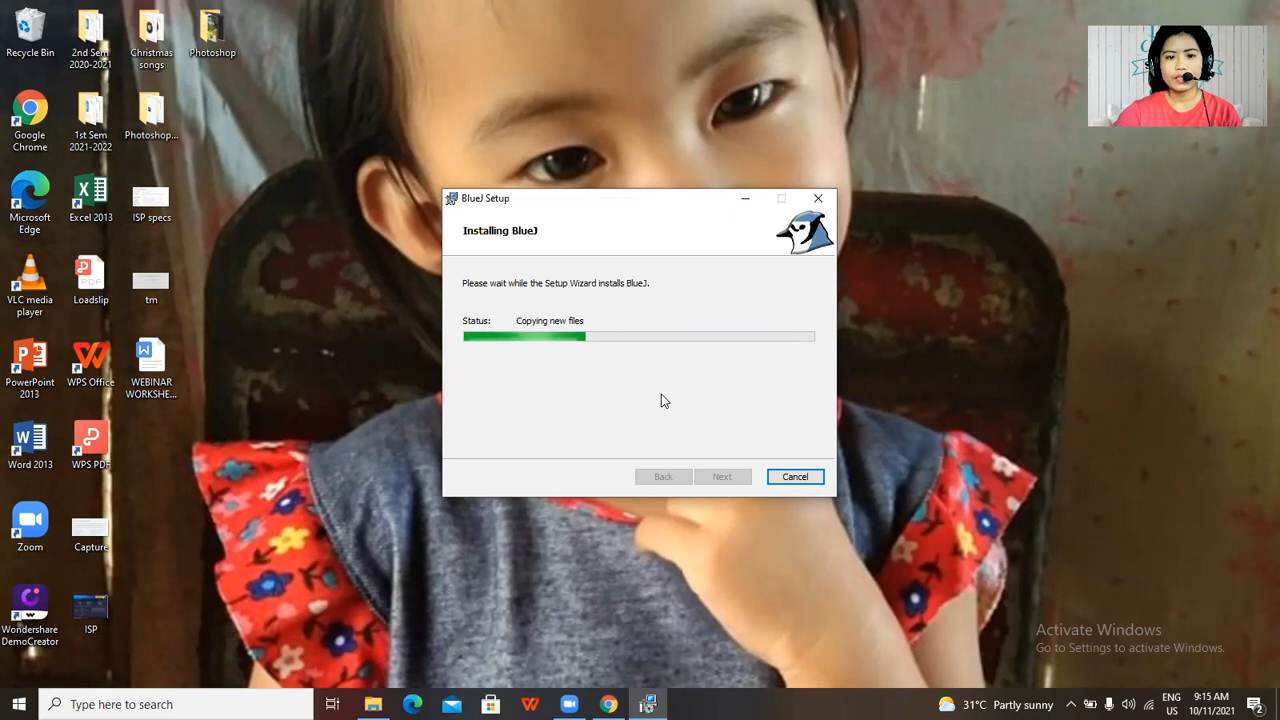 Recycle Bin
2nd Sem
2020-2021
Christmas
songs
Photoshop
Google
Chrome
1st Sem
2021-2022
Photoshop...
Microsoft
Edge
Excel 2013
ISP specs
VLC media
player
Loadslip
tm
PowerPoint
2013
WPS Office
WEBINAR
WORKSHE...
Word 2013
WPS PDF
Zoom
Capture
Wondershare
DemoCreator
ISP
BlueJ Setup
Installing BlueJ
Please wait while the Setup Wizard installs BlueJ.
Status: Copying new files
Back Next Cancel
Activate Windows
Go to Settings to activate Windows.
Type here to search
31°C Partly sunny
ENG
US
9:15 AM
10/11/2021
2